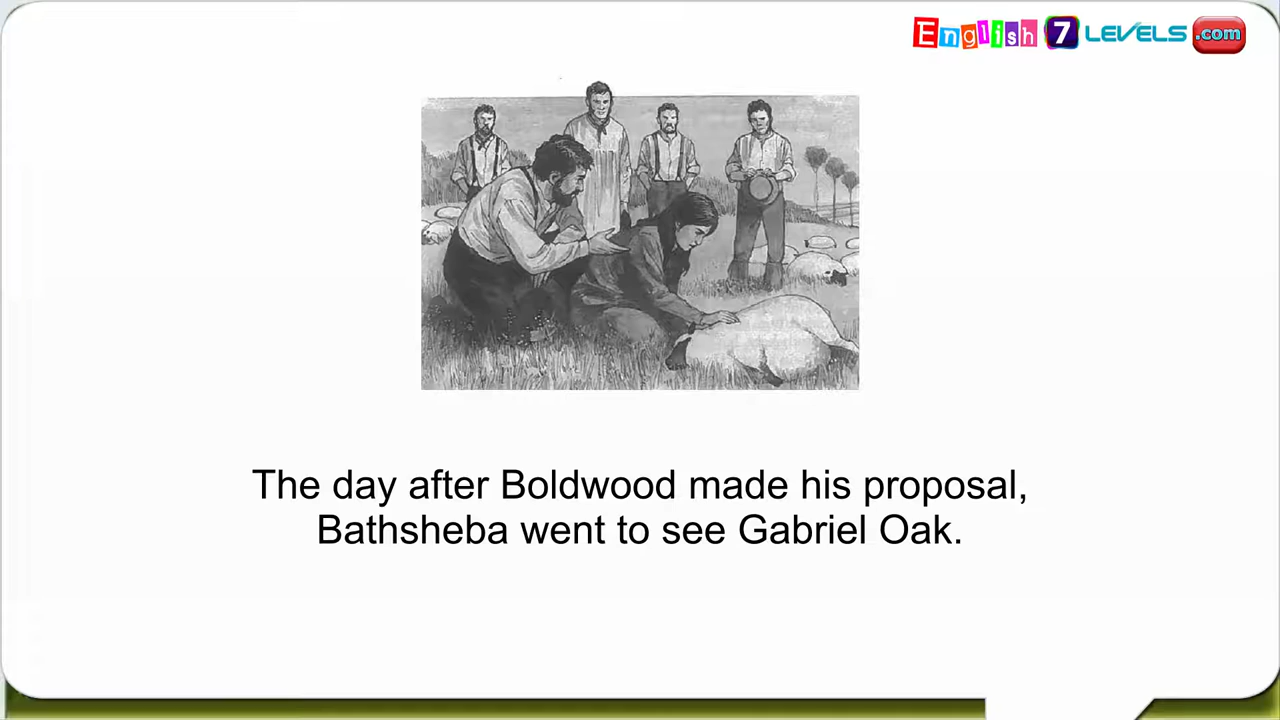 English 7 LEVELS .com
The day after Boldwood made his proposal,
Bathsheba went to see Gabriel Oak.